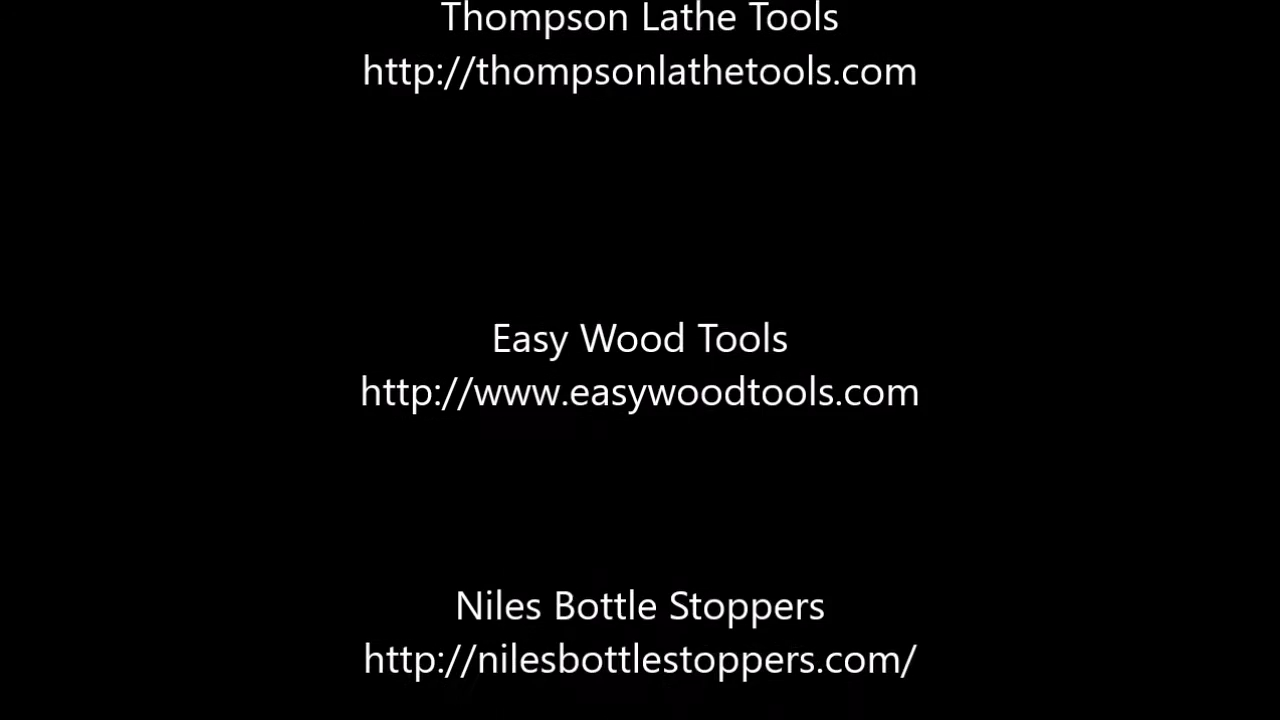 Thompson Lathe Tools
http://thompsonlathetools.com
Easy Wood Tools
http://www.easywoodtools.com
Niles Bottle Stoppers
http://nilesbottlestoppers.com/